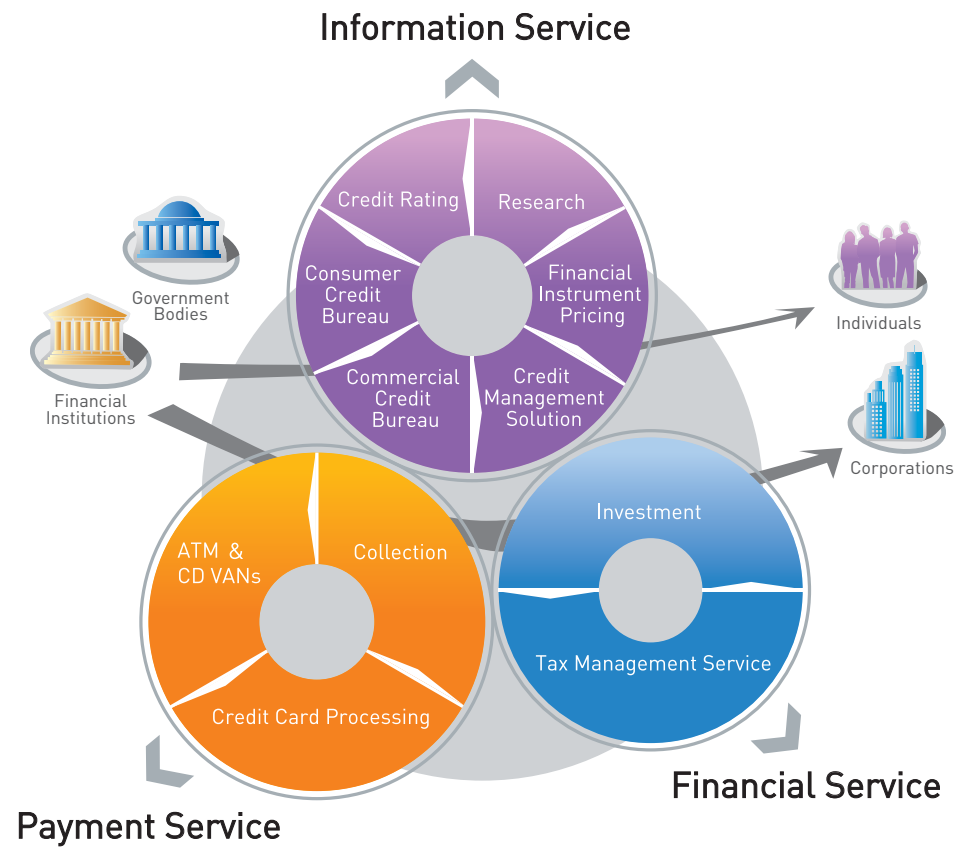 Information Service
Credit Rating
Research
Consumer
Credit
Bureau
Financial
Instrument
Pricing
Commercial
Credit
Bureau
Credit
Management
Solution
Government
Bodies
Financial
Institutions
Individuals
Corporations
ATM &
CD VANs
Collection
Credit Card Processing
Investment
Tax Management Service
Financial Service
Payment Service